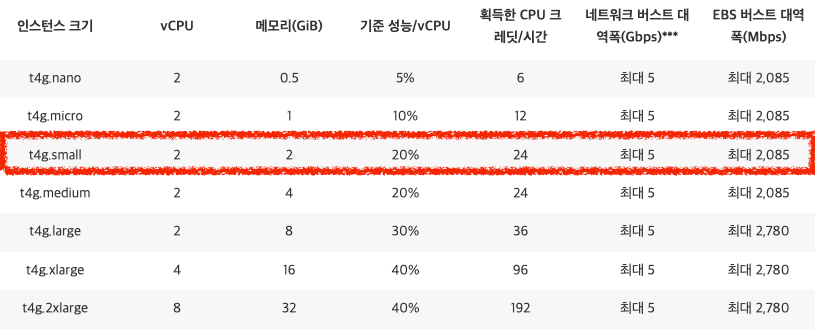 인스턴스 크기 vCPU 메모리(GiB) 기준 성능/vCPU 획득한 CPU 크레딧/시간 네트워크 버스트 대역폭(Gbps)*** EBS 버스트 대역폭(Mbps)
t4g.nano 2 0.5 5% 6 최대 5 최대 2,085
t4g.micro 2 1 10% 12 최대 5 최대 2,085
t4g.small 2 2 20% 24 최대 5 최대 2,085
t4g.medium 2 4 20% 24 최대 5 최대 2,085
t4g.large 2 8 30% 36 최대 5 최대 2,780
t4g.xlarge 4 16 40% 96 최대 5 최대 2,780
t4g.2xlarge 8 32 40% 192 최대 5 최대 2,780